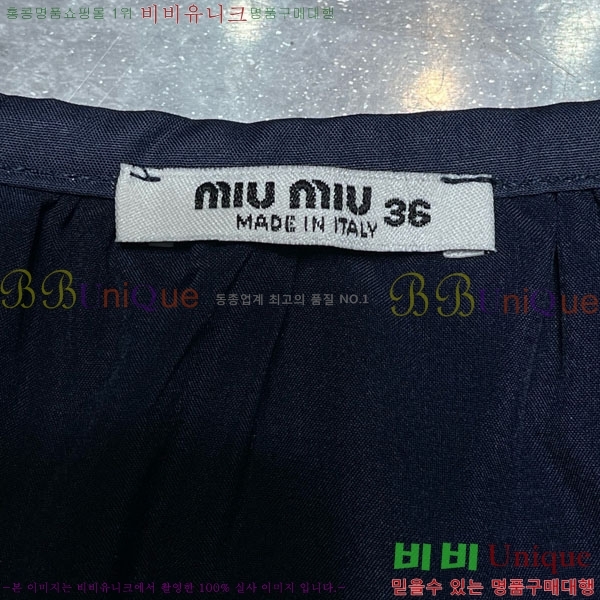 홍콩명품쇼핑몰 1위 비비유니크명품구매대행
miu miu 36
MADE IN ITALY
BBUnique 동종업계 최고의 품질 NO.1 BBUnique
비비 Unique
-본 이미지는 비비유니크에서 촬영한 100% 실사 이미지 입니다.-
믿을수 있는 명품구매대행